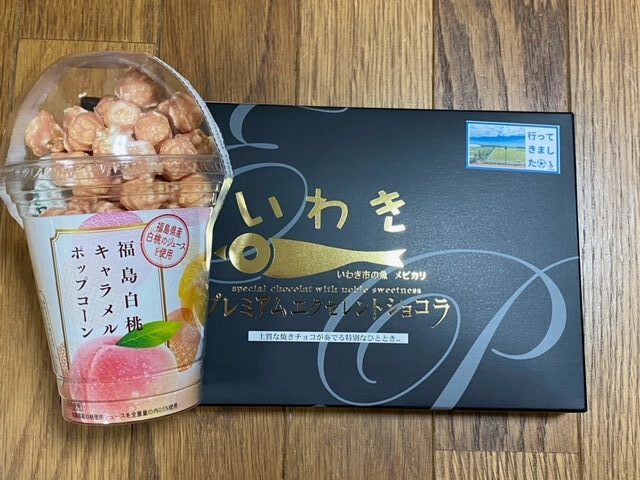 福島県産
白桃のジュース
を使用
福島白桃
キャラメル
ポップコーン
行って
きまし
た
いわき
いわき市の魚 メヒカリ
special chocolat with noble sweetness
プレミアムエクセレントショコラ
上質な焼きチョコが奏でる特別なひととき...